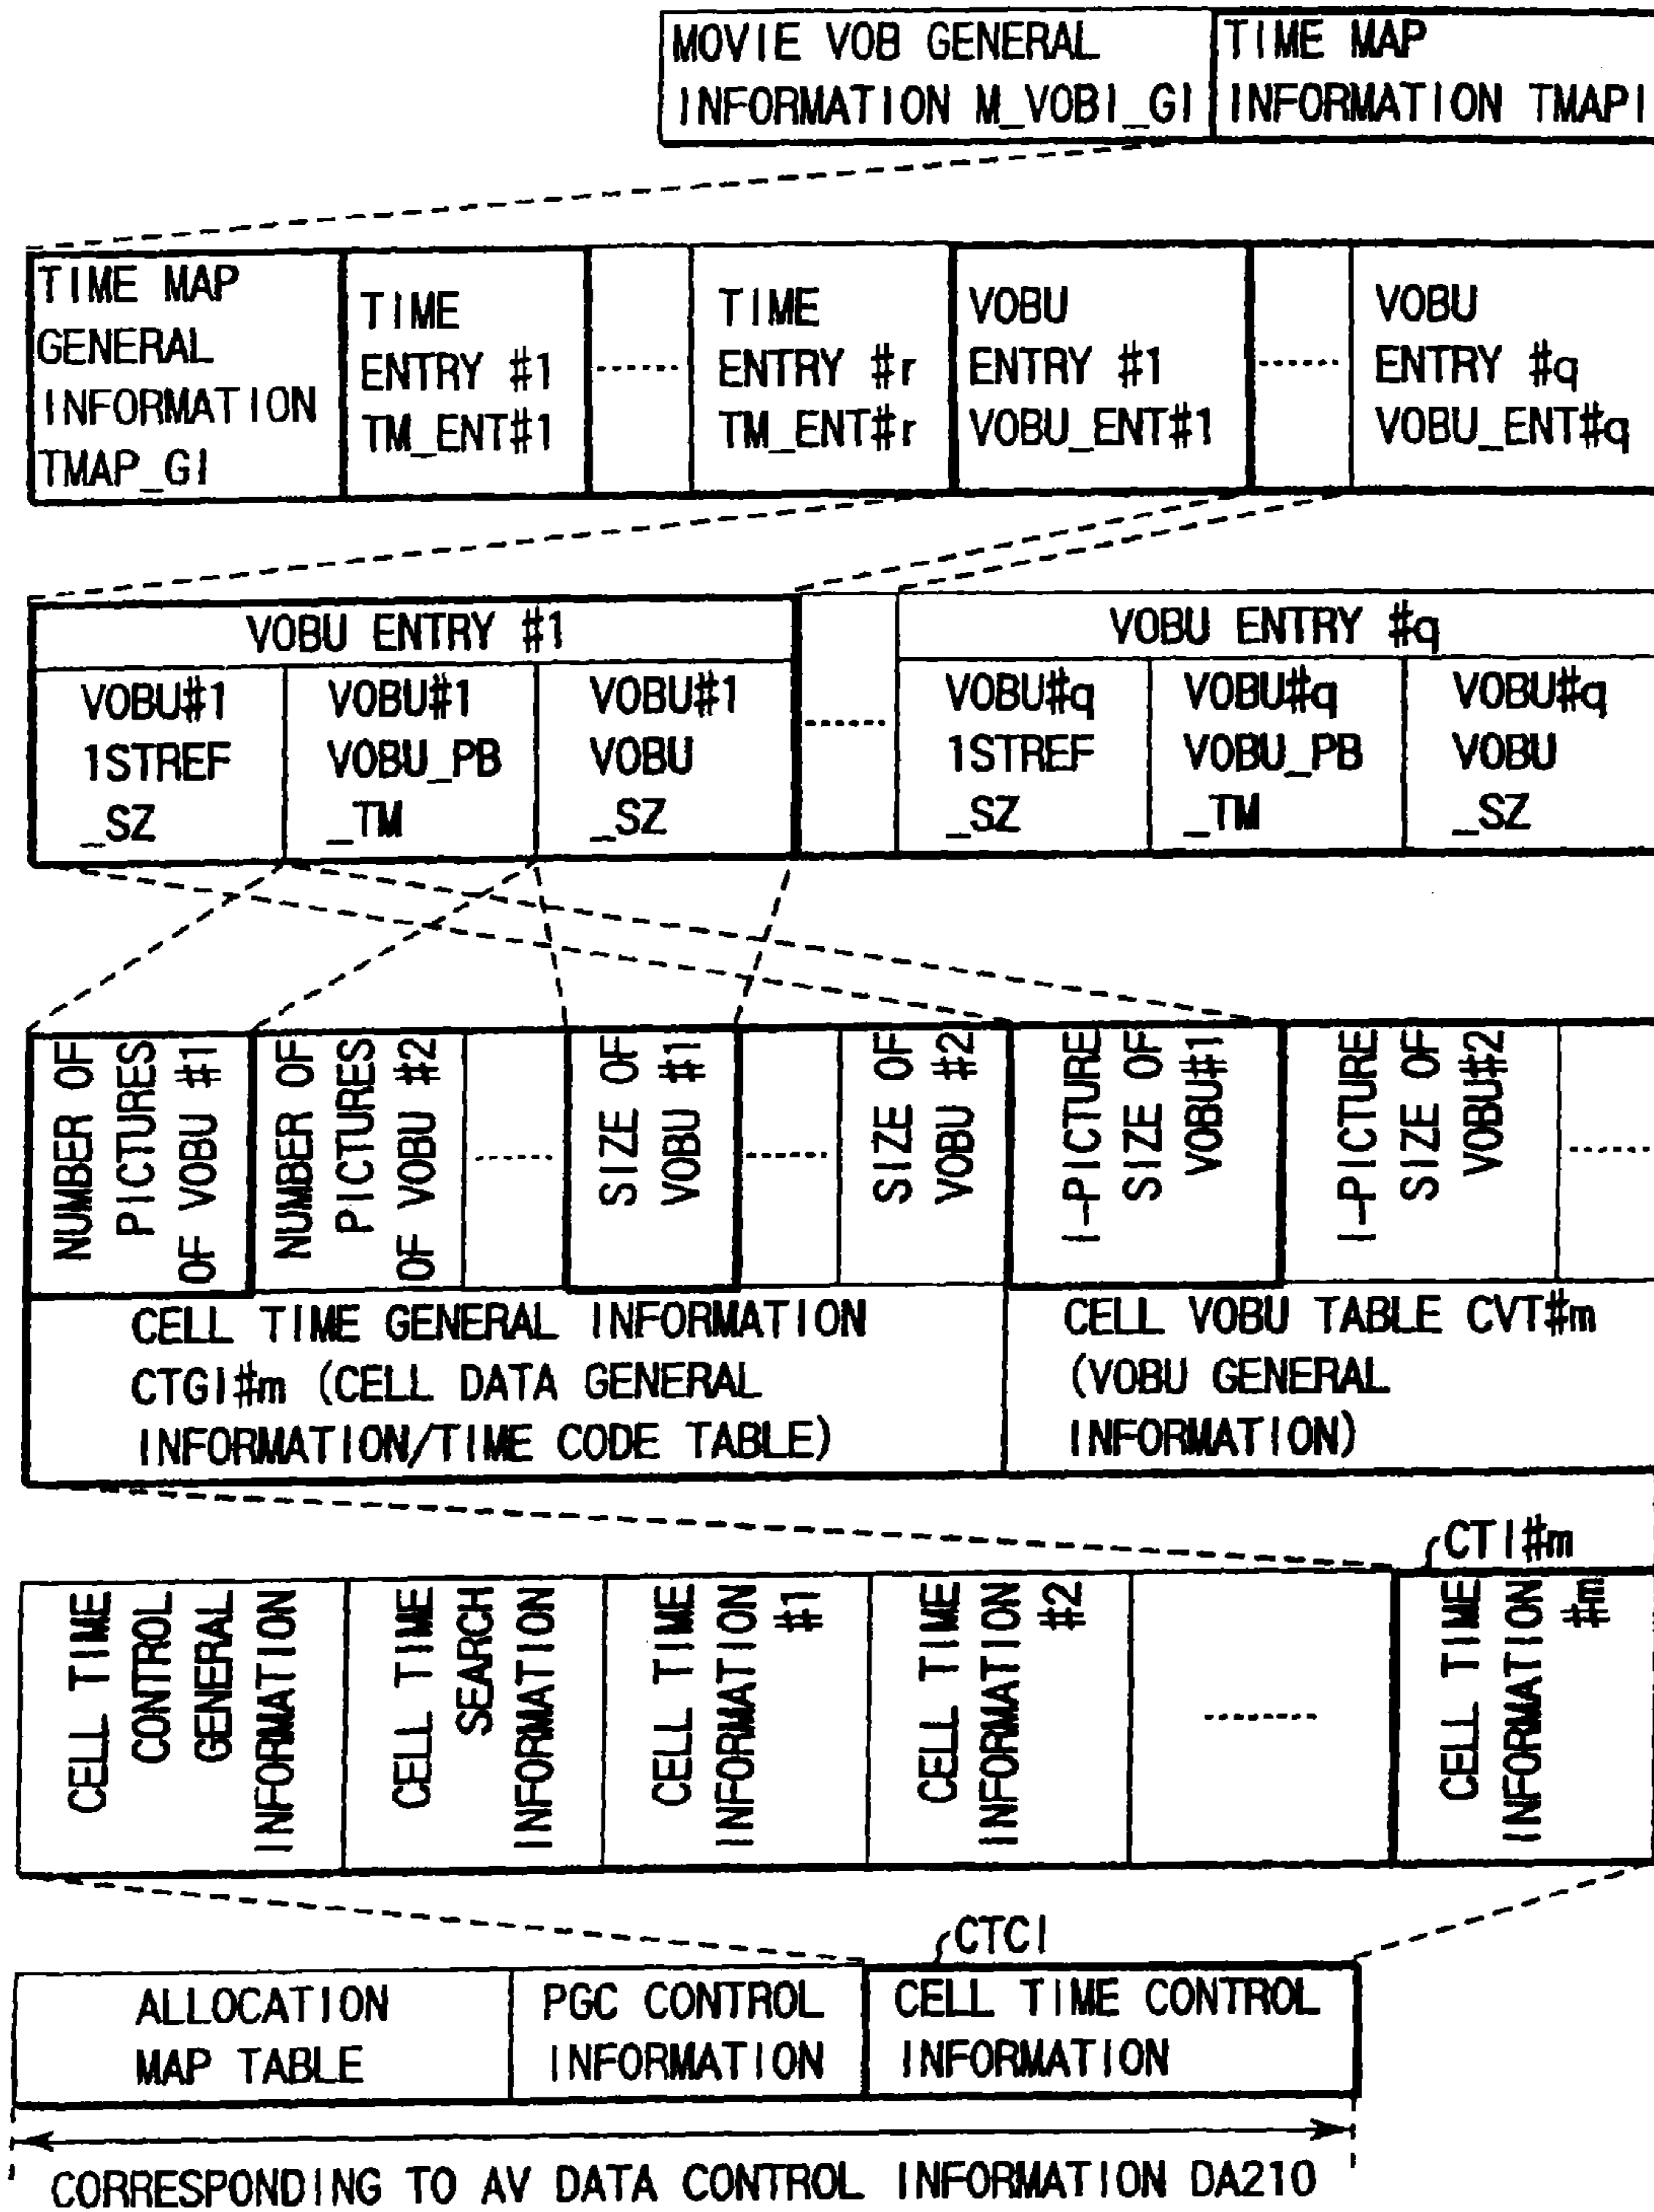 MOVIE VOB GENERAL
INFORMATION M_VOBI_GI
TIME MAP
INFORMATION TMAPI
TIME MAP
GENERAL
INFORMATION
TMAP_GI
TIME
ENTRY #1
TM_ENT#1
........
TIME
ENTRY #r
TM_ENT#r
VOBU
ENTRY #1
VOBU_ENT#1
........
VOBU
ENTRY #q
VOBU_ENT#q
VOBU ENTRY #1
VOBU#1
1STREF
_SZ
VOBU#1
VOBU_PB
_TM
VOBU#1
VOBU
_SZ
........
VOBU ENTRY #q
VOBU#q
1STREF
_SZ
VOBU#q
VOBU_PB
_TM
VOBU#q
VOBU
_SZ
NUMBER OF
PICTURES
OF VOBU #1
NUMBER OF
PICTURES
OF VOBU #2
........
SIZE OF
VOBU #1
........
SIZE OF
VOBU #2
I-PICTURE
SIZE OF
VOBU#1
I-PICTURE
SIZE OF
VOBU#2
........
CELL TIME GENERAL INFORMATION
CTGI#m (CELL DATA GENERAL
INFORMATION/TIME CODE TABLE)
CELL VOBU TABLE CVT#m
(VOBU GENERAL
INFORMATION)
CTI#m
CELL TIME
CONTROL
GENERAL
INFORMATION
CELL TIME
SEARCH
INFORMATION
CELL TIME
INFORMATION
#1
CELL TIME
INFORMATION
#2
........
CELL TIME
INFORMATION
#m
CTCI
ALLOCATION
MAP TABLE
PGC CONTROL
INFORMATION
CELL TIME CONTROL
INFORMATION
CORRESPONDING TO AV DATA CONTROL INFORMATION DA210